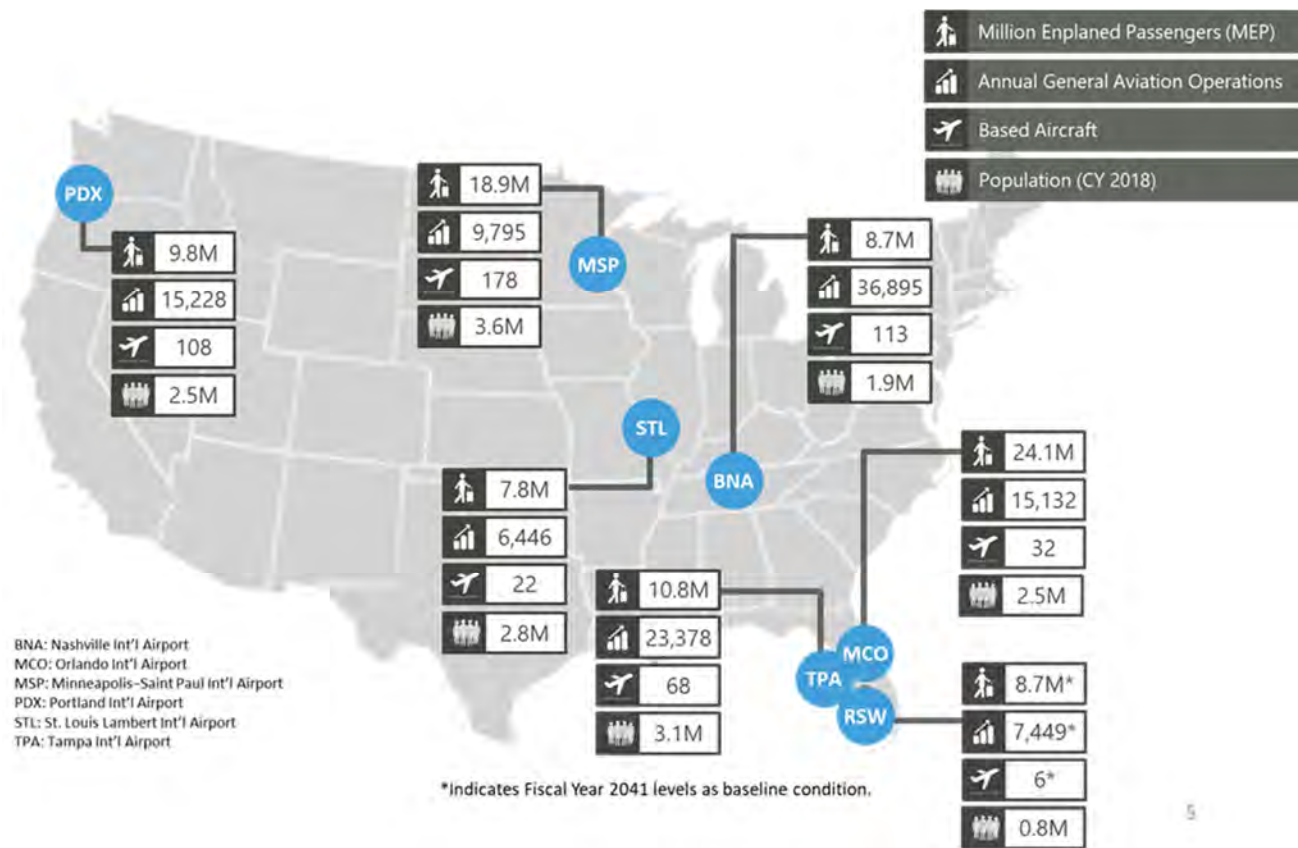 Million Enplaned Passengers (MEP)
Annual General Aviation Operations
Based Aircraft
Population (CY 2018)
PDX
9.8M
15,228
108
2.5M
18.9M
9,795
178
3.6M
MSP
8.7M
36,895
113
1.9M
BNA
STL
7.8M
6,446
22
2.8M
24.1M
15,132
32
2.5M
MCO
10.8M
23,378
68
3.1M
TPA
RSW
8.7M*
7,449*
6*
0.8M
BNA: Nashville Int'l Airport
MCO: Orlando Int'l Airport
MSP: Minneapolis-Saint Paul Int'l Airport
PDX: Portland Int'l Airport
STL: St. Louis Lambert Int'l Airport
TPA: Tampa Int'l Airport
*Indicates Fiscal Year 2041 levels as baseline condition.
5